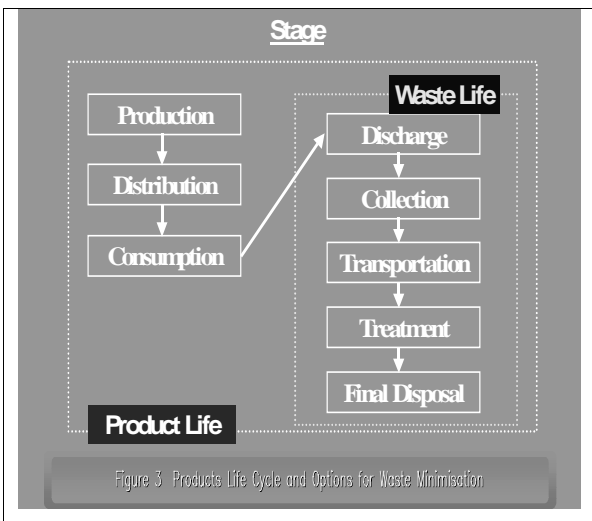 Stage
Waste Life
Production
Discharge
Distribution
Collection
Consumption
Transportation
Treatment
Final Disposal
Product Life
Figure 3 Products Life Cycle and Options for Waste Minimisation